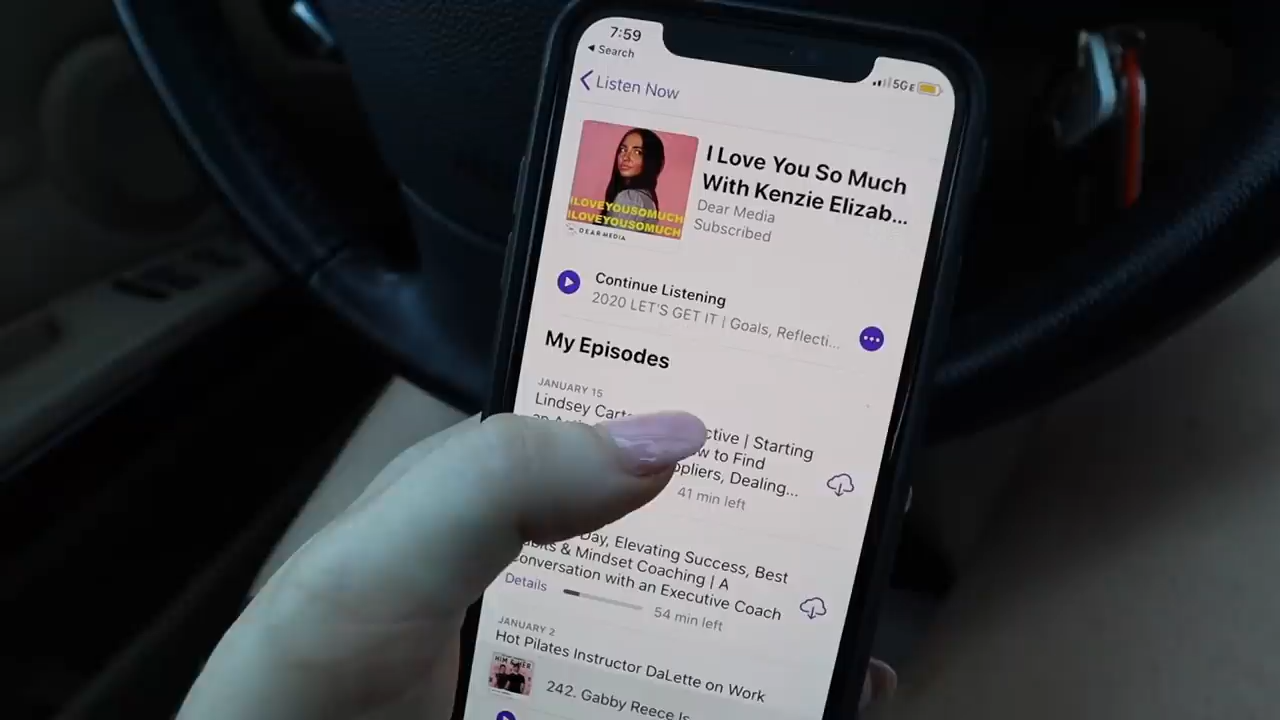 7:59
Search
5GE
Listen Now
ILOVEYOUSOMUCH
ILOVEYOUSOMUCH
DEAR MEDIA
I Love You So Much
With Kenzie Elizab...
Dear Media
Subscribed
Continue Listening
2020 LET'S GET IT | Goals, Reflecti...
My Episodes
JANUARY 15
Lindsey ctive | Starting
to Find
Dealing...
41 min left
Day, Elevating Success, Best
& Mindset Coaching | A
Conversation with an Executive Coach
Details
54 min left
JANUARY 2
Hot Pilates Instructor DaLette on Work
HIM & HER
242. Gabby Reece Is